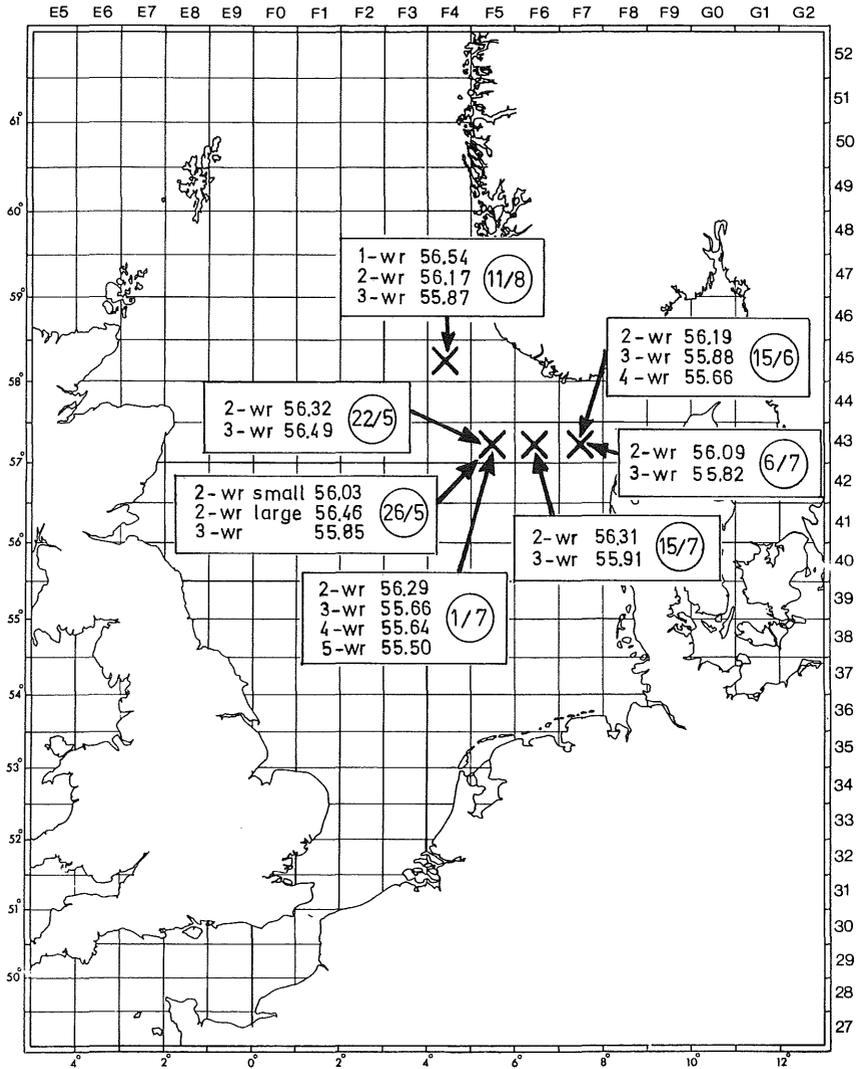 E5 E6 E7 E8 E9 F0 F1 F2 F3 F4 F5 F6 F7 F8 F9 G0 G1 G2
52
51
61°
50
49
60°
48
1-wr 56.54
2-wr 56.17
3-wr 55.87
11/8
47
59°
46
2-wr 56.19
3-wr 55.88
4-wr 55.66
15/6
45
58°
44
2-wr 56.32
3-wr 56.49
22/5
43
57°
2-wr 56.09
3-wr 55.82
6/7
42
2-wr small 56.03
2-wr large 56.46
3-wr 55.85
26/5
41
56°
2-wr 56.31
3-wr 55.91
15/7
40
2-wr 56.29
3-wr 55.66
4-wr 55.64
5-wr 55.50
1/7
39
55°
38
37
54°
36
35
53°
34
33
52°
32
31
51°
30
29
50°
28
27
4° 2° 0° 2° 4° 6° 8° 10° 12°